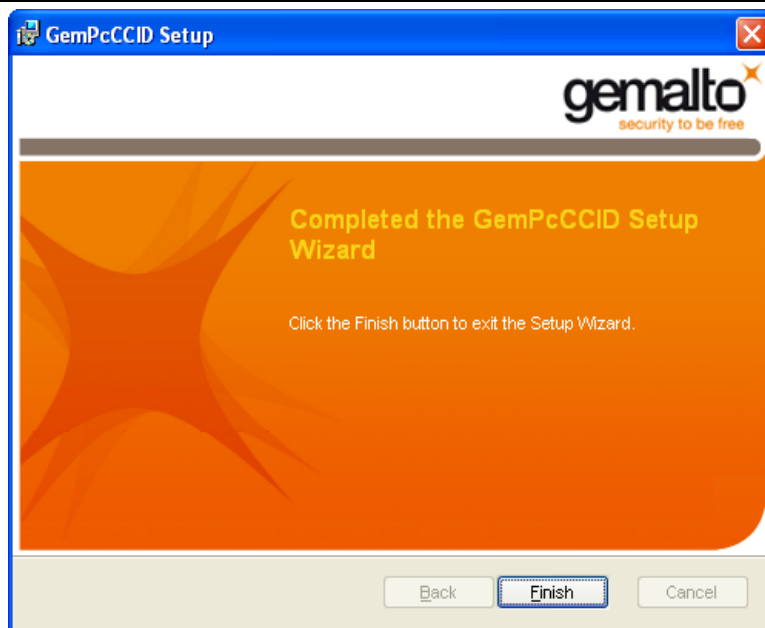 GemPcCCID Setup
gemalto
security to be free
Completed the GemPcCCID Setup
Wizard
Click the Finish button to exit the Setup Wizard.
Back
Finish
Cancel